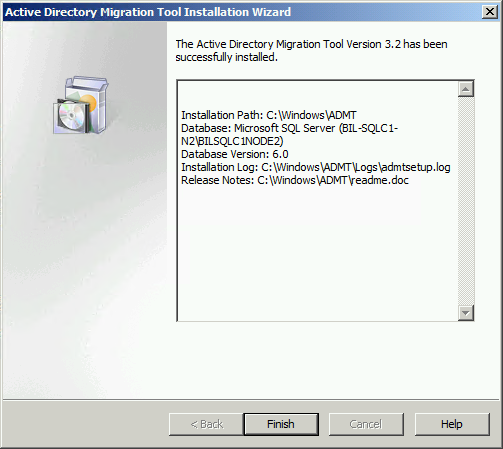 Active Directory Migration Tool Installation Wizard
The Active Directory Migration Tool Version 3.2 has been
successfully installed.
Installation Path: C:\Windows\ADMT
Database: Microsoft SQL Server (BIL-SQLC1-
N2\BILSQLC1NODE2)
Database Version: 6.0
Installation Log: C:\Windows\ADMT\Logs\admtsetup.log
Release Notes: C:\Windows\ADMT\readme.doc
< Back Finish Cancel Help